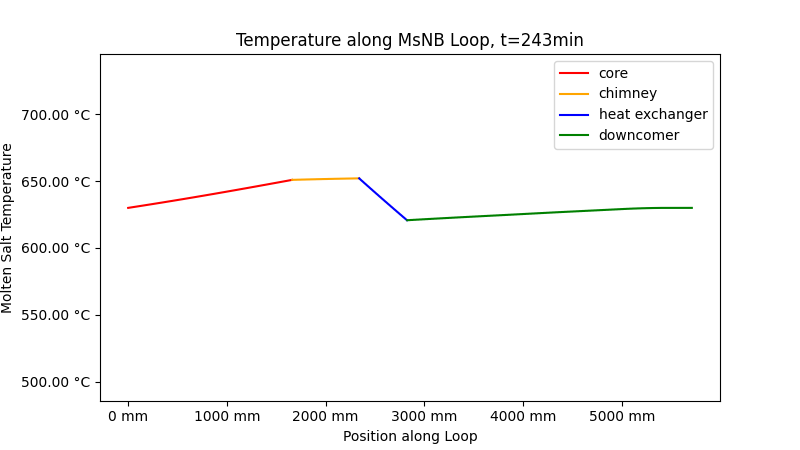 Temperature along MsNB Loop, t=243min
core
chimney
heat exchanger
downcomer
700.00 °C
650.00 °C
600.00 °C
550.00 °C
500.00 °C
Molten Salt Temperature
0 mm
1000 mm
2000 mm
3000 mm
4000 mm
5000 mm
Position along Loop